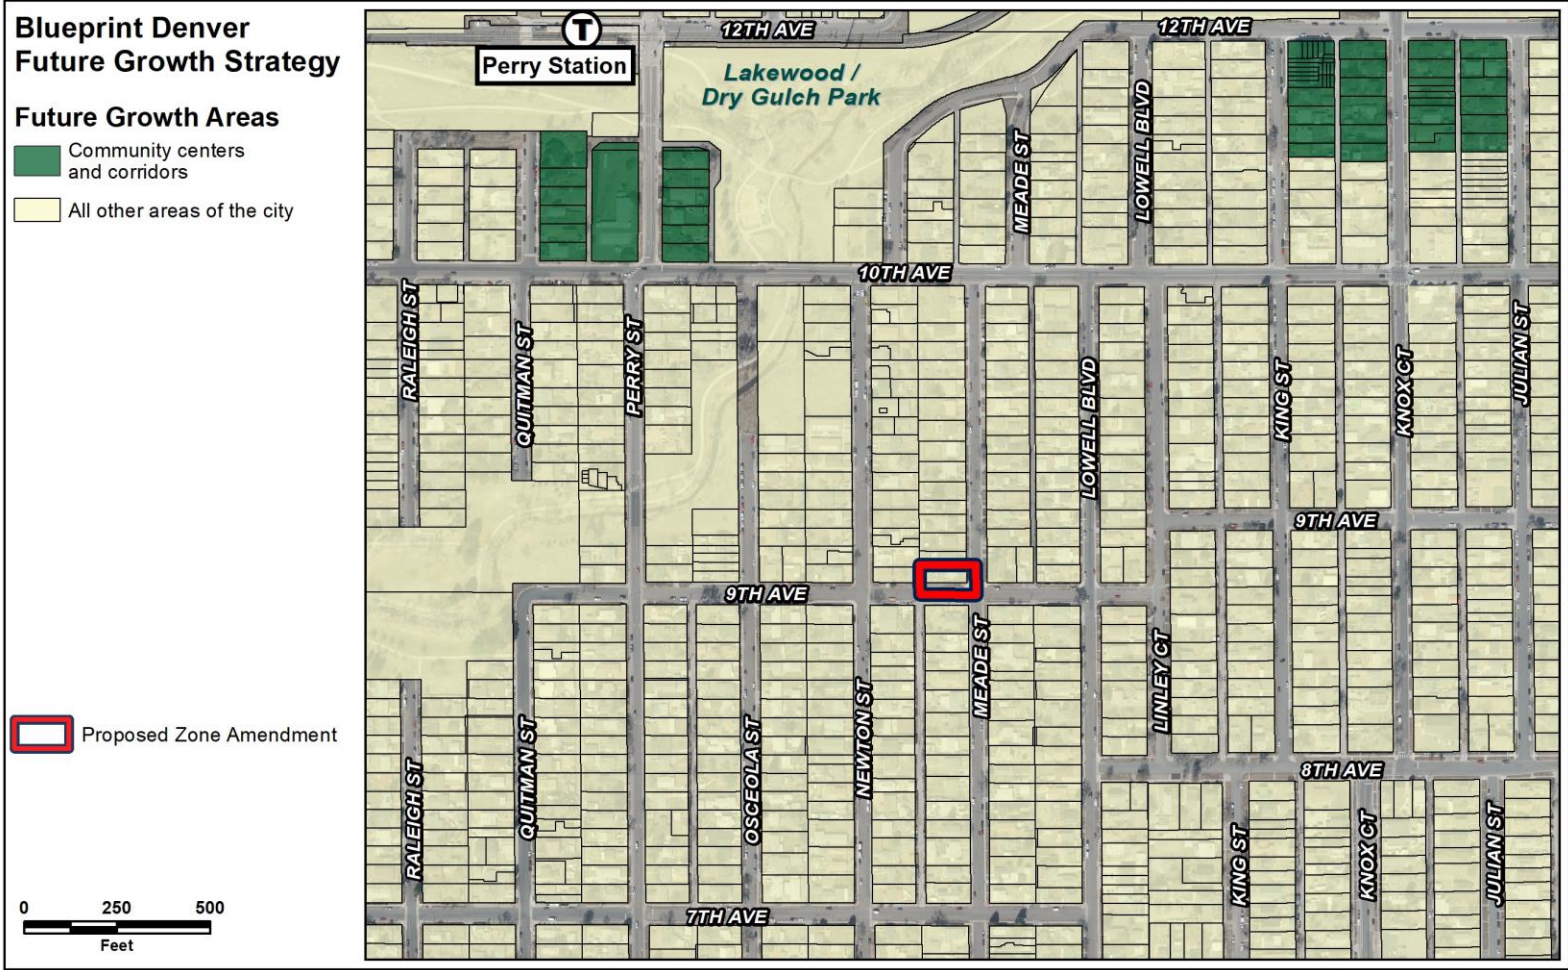 Blueprint Denver
Future Growth Strategy
Future Growth Areas
Community centers
and corridors
All other areas of the city
Proposed Zone Amendment
0 250 500
Feet
T
Perry Station
12TH AVE
12TH AVE
Lakewood /
Dry Gulch Park
MEADE ST
LOWELL BLVD
10TH AVE
RALEIGH ST
QUITMAN ST
PERRY ST
LOWELL BLVD
KING ST
KNOX CT
JULIAN ST
9TH AVE
9TH AVE
RALEIGH ST
QUITMAN ST
OSCEOLA ST
NEWTON ST
MEADE ST
LINLEY CT
8TH AVE
KING ST
KNOX CT
JULIAN ST
7TH AVE